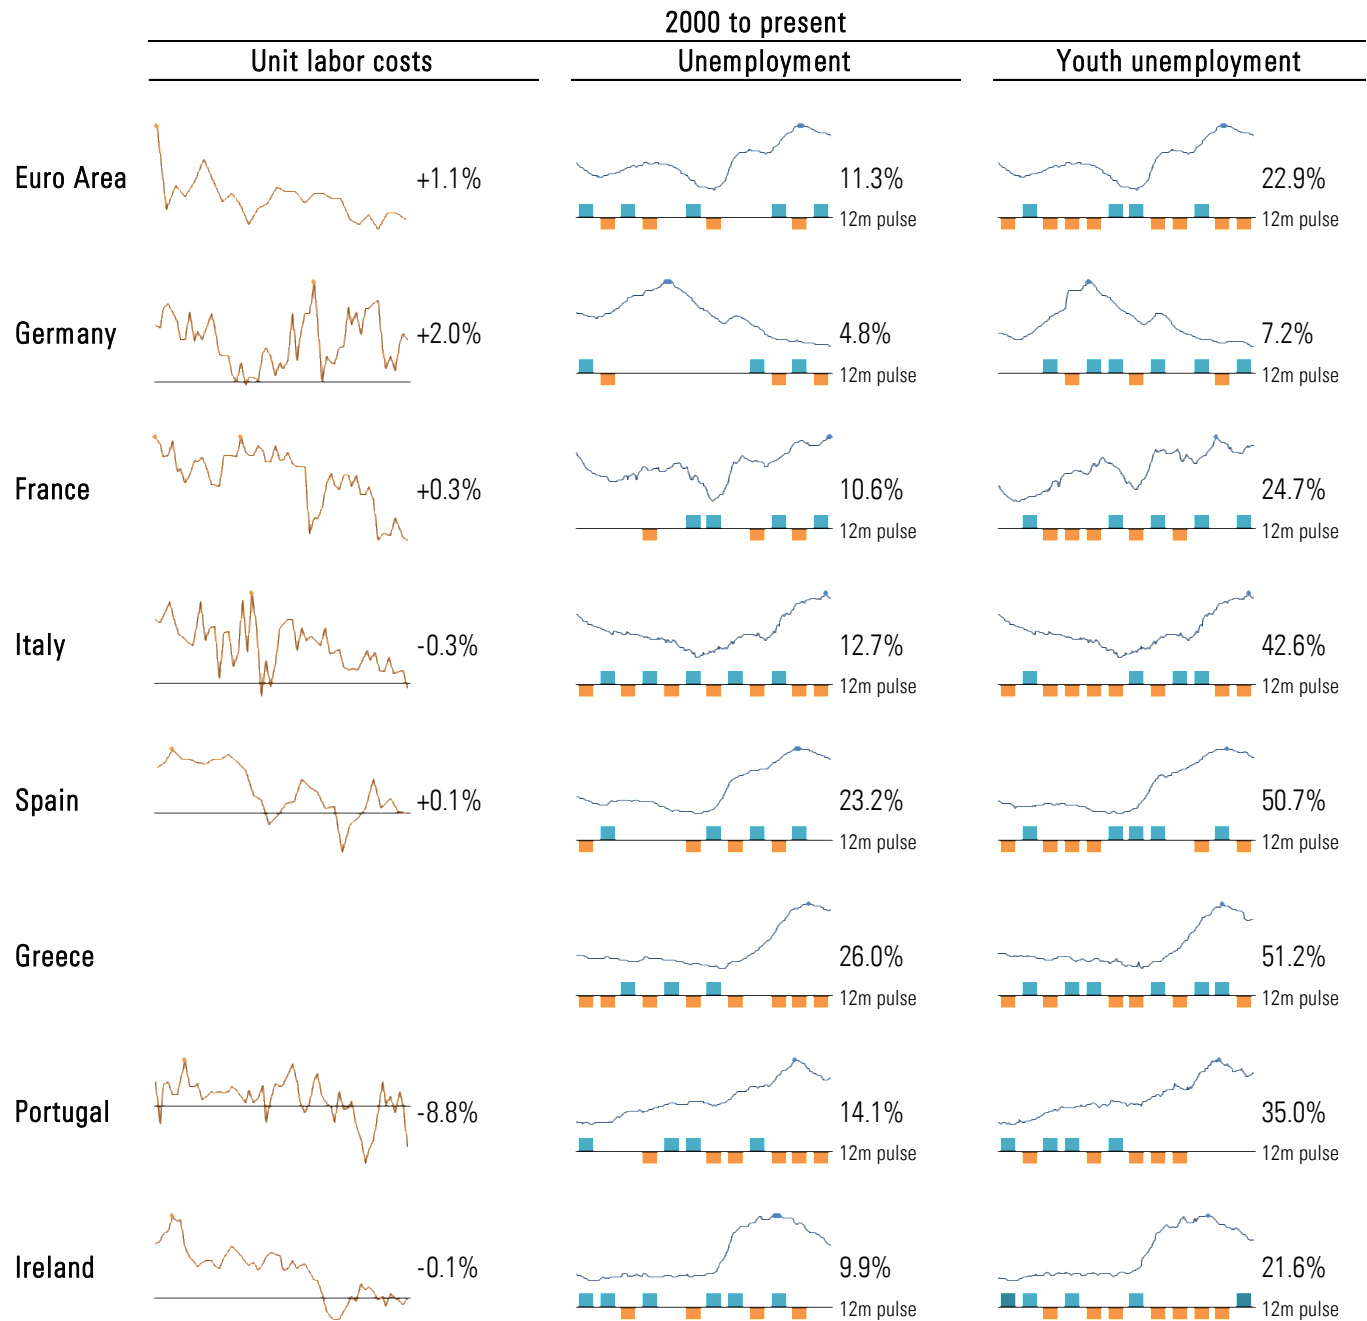 2000 to present
Unit labor costs Unemployment Youth unemployment
Euro Area +1.1% 11.3% 22.9%
12m pulse 12m pulse
Germany +2.0% 4.8% 7.2%
12m pulse 12m pulse
France +0.3% 10.6% 24.7%
12m pulse 12m pulse
Italy -0.3% 12.7% 42.6%
12m pulse 12m pulse
Spain +0.1% 23.2% 50.7%
12m pulse 12m pulse
Greece 26.0% 51.2%
12m pulse 12m pulse
Portugal -8.8% 14.1% 35.0%
12m pulse 12m pulse
Ireland -0.1% 9.9% 21.6%
12m pulse 12m pulse